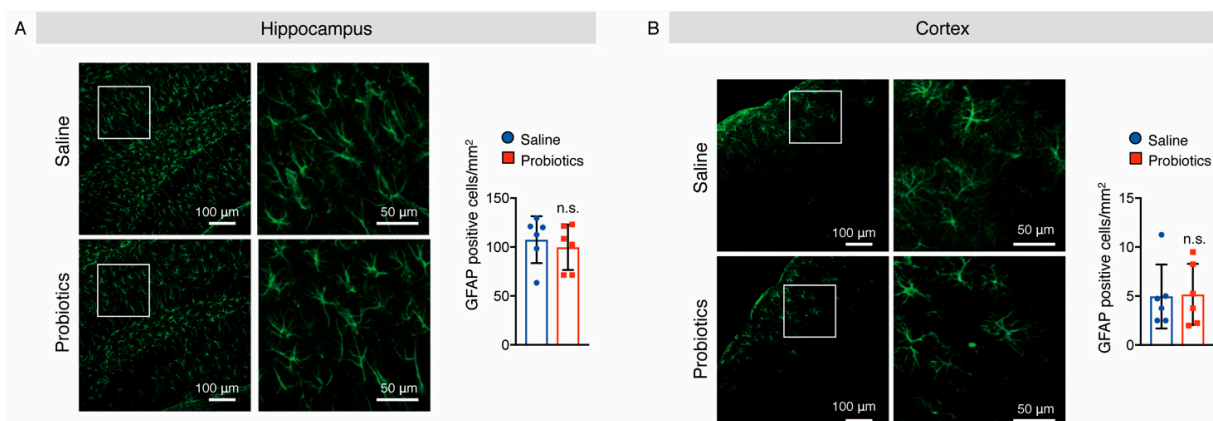 A
Hippocampus
Saline
100 μm
50 μm
Probiotics
100 μm
50 μm
Saline
Probiotics
GFAP positive cells/mm²
150
100
50
0
n.s.
B
Cortex
Saline
100 μm
50 μm
Probiotics
100 μm
50 μm
Saline
Probiotics
GFAP positive cells/mm²
15
10
5
0
n.s.